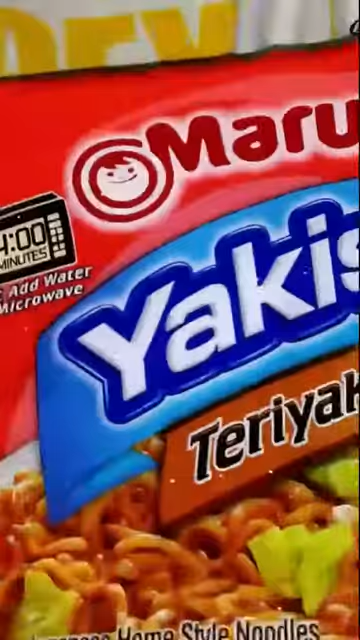 Maru
4:00
MINUTES
Add Water
Microwave
Yakis
Teriyak
Home Style Noodles